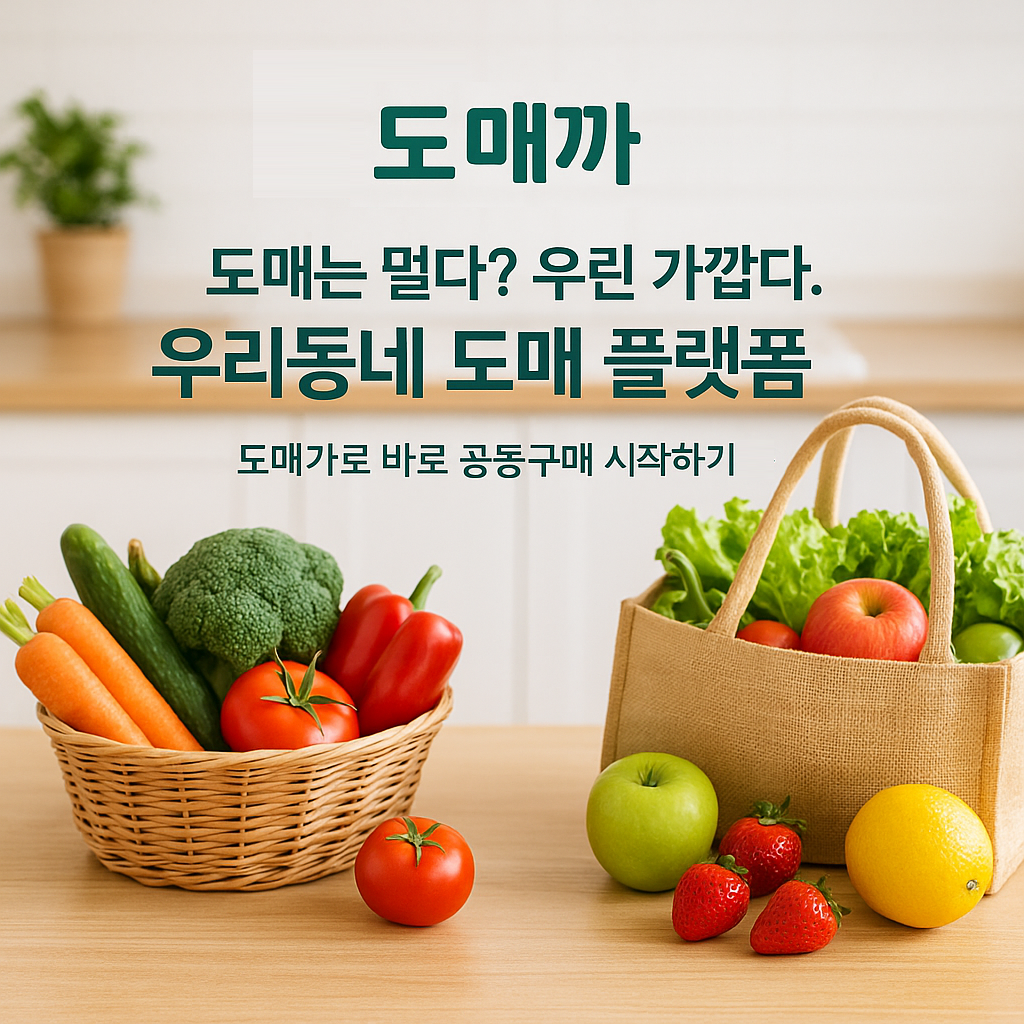 도매까
도매는 멀다? 우린 가깝다.
우리동네 도매 플랫폼
도매가로 바로 공동구매 시작하기